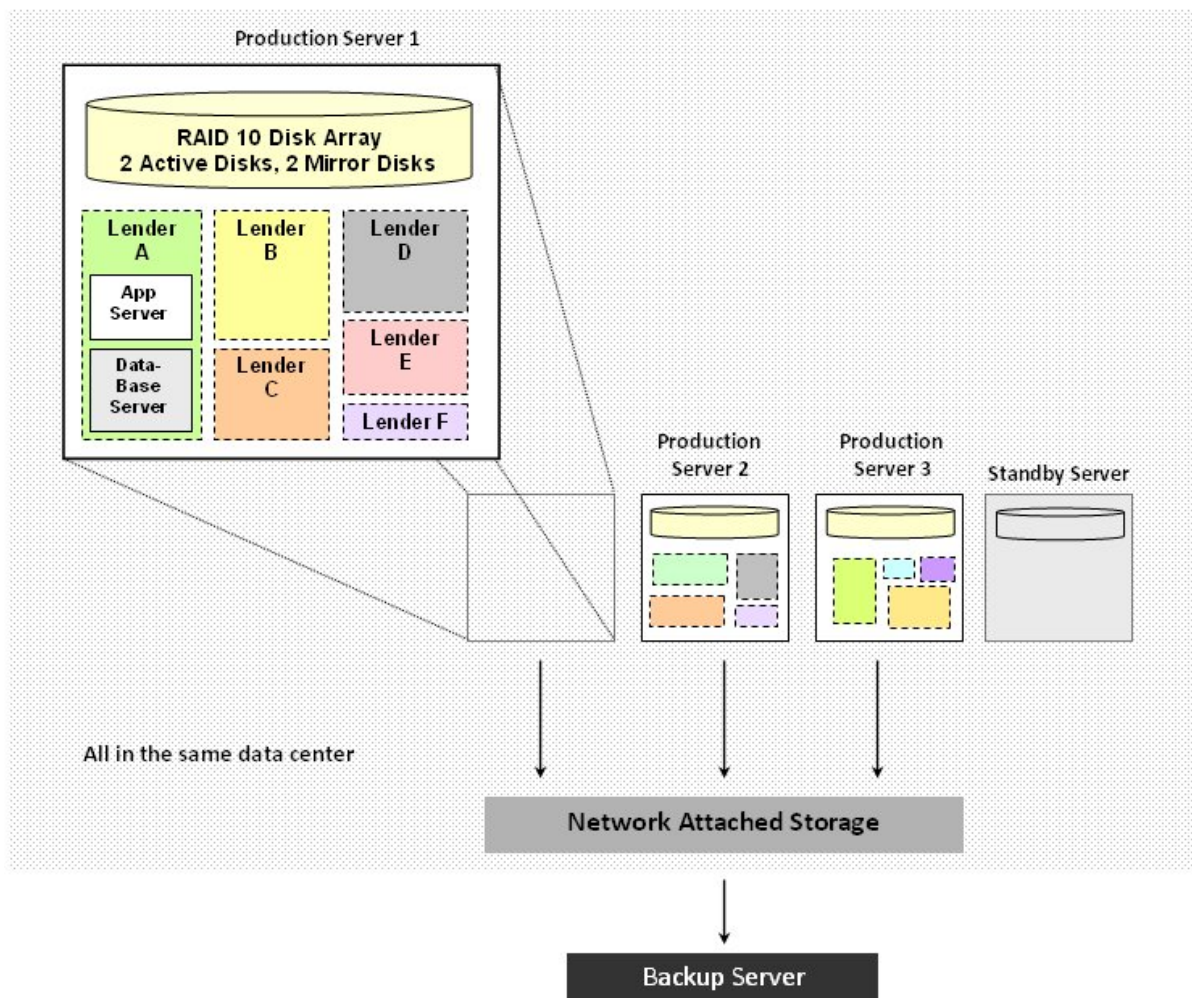 Production Server 1
RAID 10 Disk Array
2 Active Disks, 2 Mirror Disks
Lender
A
App
Server
Data-
Base
Server
Lender
B
Lender
C
Lender
D
Lender
E
Lender F
Production
Server 2
Production
Server 3
Standby Server
All in the same data center
Network Attached Storage
Backup Server